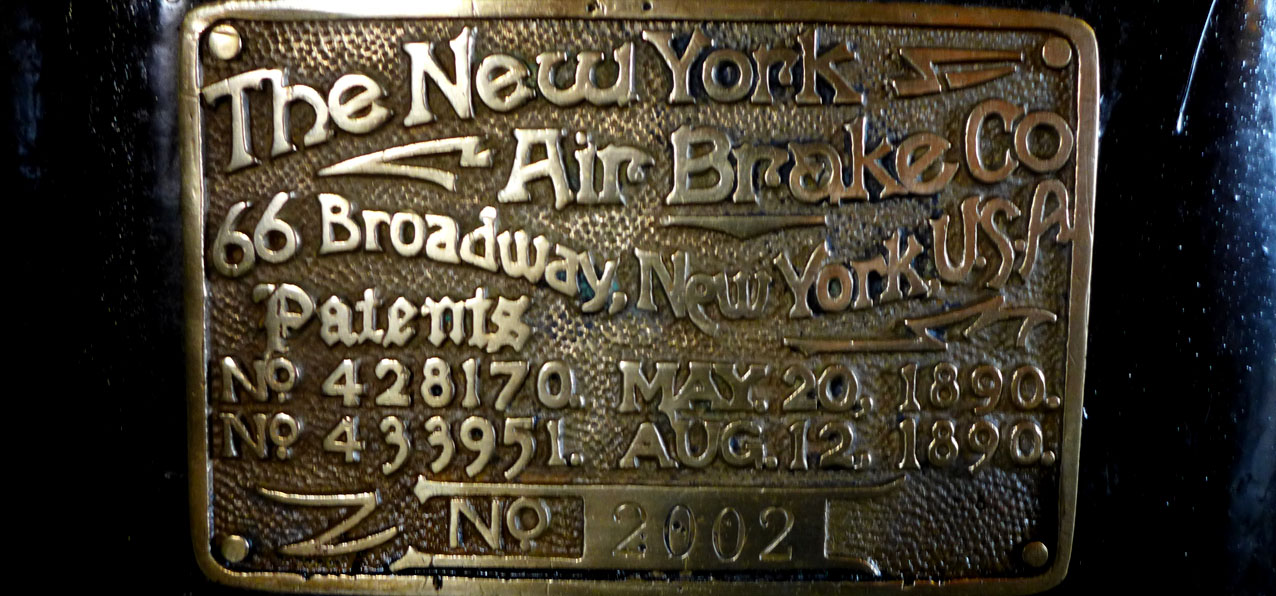 The New York
Air Brake Co
66 Broadway, New York, U.S.A
Patents
No 428170. MAY. 20, 1890.
No 433951. AUG. 12, 1890.
No 2002